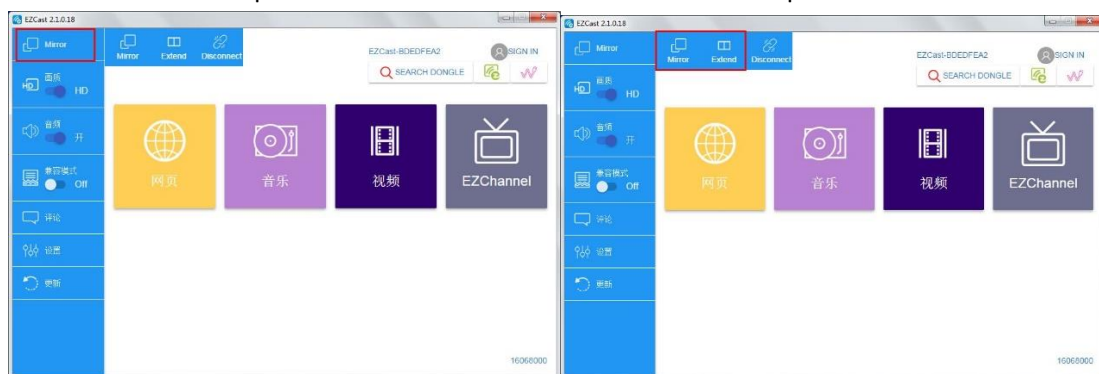 EZCast 2.1.0.18
Mirror
Mirror Extend Disconnect
EZCast-BDEDFEA2
SIGN IN
SEARCH DONGLE
画质
HD HD
音频
开
兼容模式
Off
评论
设置
更新
网页
音乐
视频
EZChannel
16068000
EZCast 2.1.0.18
Mirror
Mirror Extend Disconnect
EZCast-BDEDFEA2
SIGN IN
SEARCH DONGLE
画质
HD HD
音频
开
兼容模式
Off
评论
设置
更新
网页
音乐
视频
EZChannel
16068000